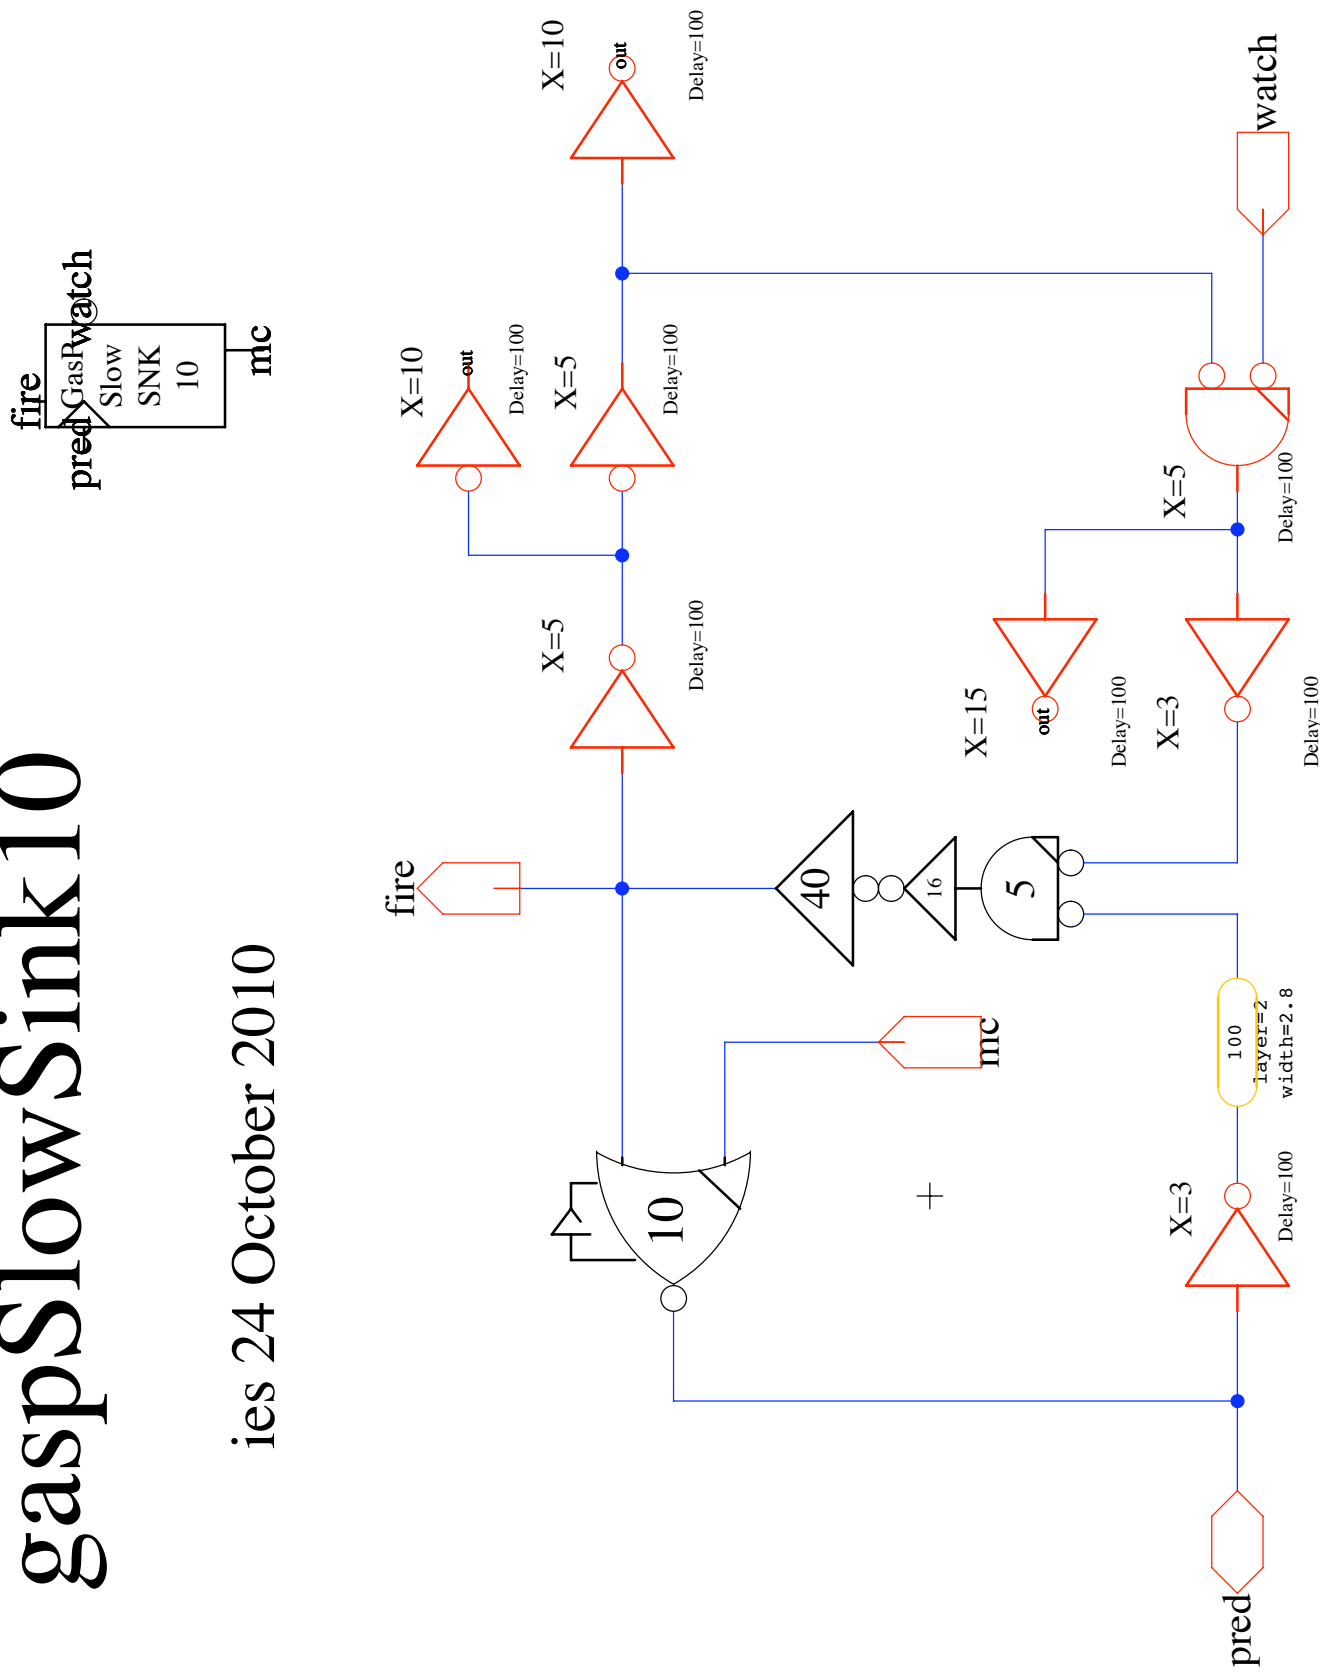 gaspSlowSink10
ies 24 October 2010
fire
pred
GasP
watch
Slow
SNK
10
mc
X=10
out
Delay=100
X=10
out
Delay=100
X=5
Delay=100
X=5
Delay=100
fire
watch
X=5
Delay=100
X=15
out
Delay=100
X=3
Delay=100
40
16
5
mc
10
100
layer=2
width=2.8
X=3
Delay=100
pred